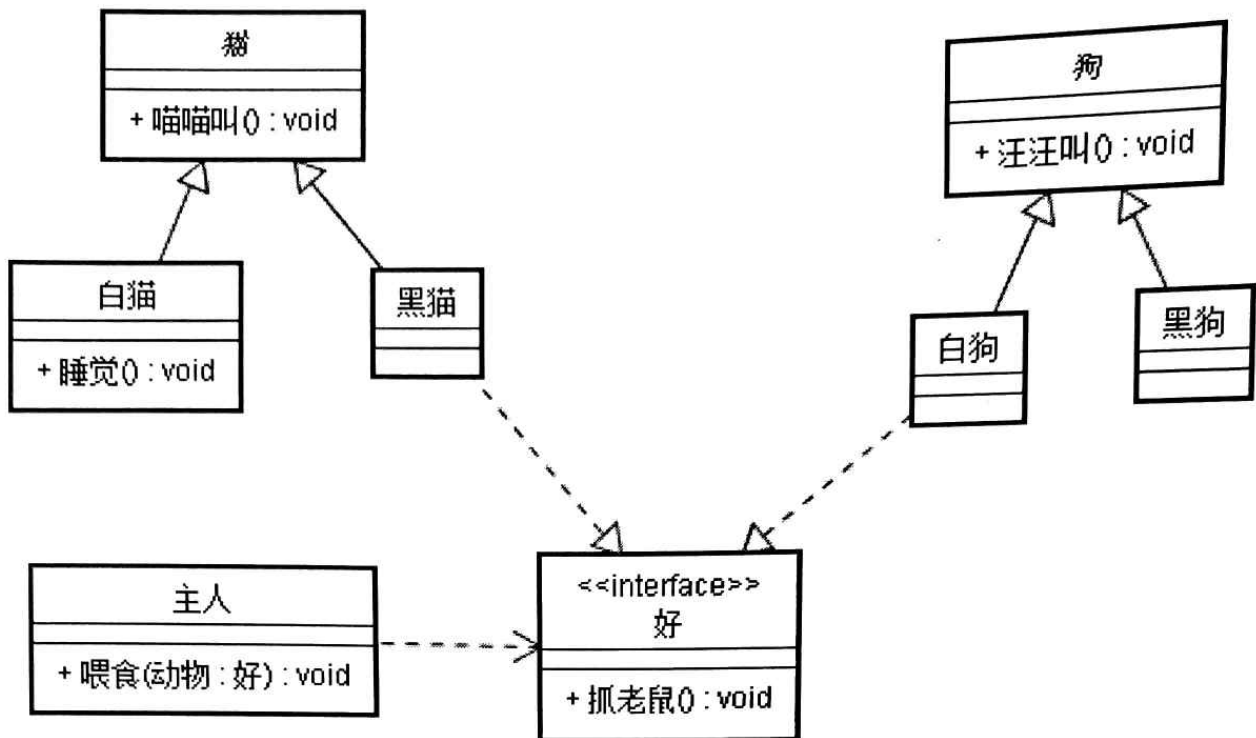 猫
+ 喵喵叫() : void
狗
+ 汪汪叫() : void
白猫
+ 睡觉() : void
黑猫
白狗
黑狗
主人
+ 喂食(动物 : 好) : void
<<interface>>
好
+ 抓老鼠() : void